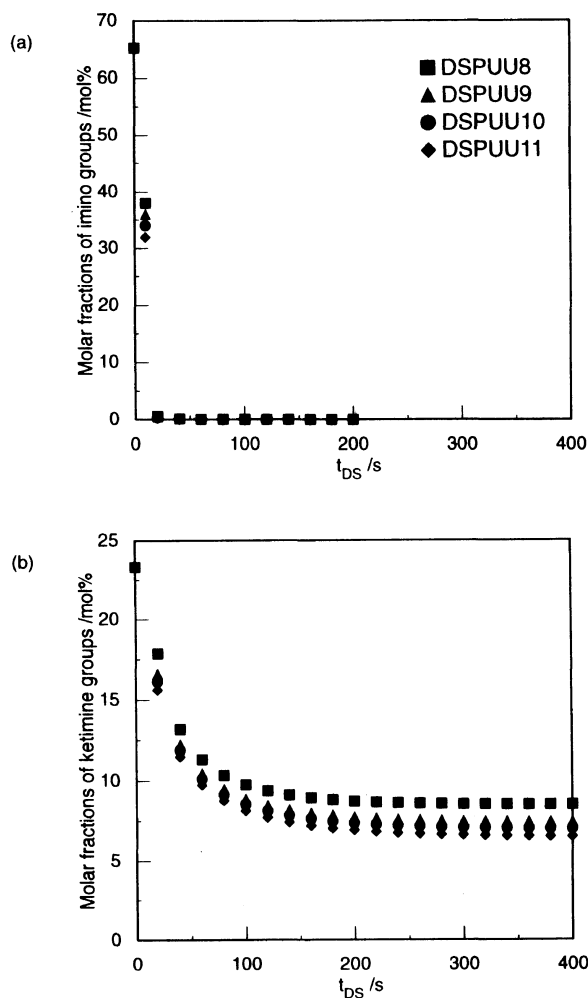 (a)
Molar fractions of imino groups /mol%
70
60
50
40
30
20
10
0
DSPUU8
DSPUU9
DSPUU10
DSPUU11
0 100 200 300 400
t_DS /s
(b)
Molar fractions of ketimine groups /mol%
25
20
15
10
5
0
0 100 200 300 400
t_DS /s